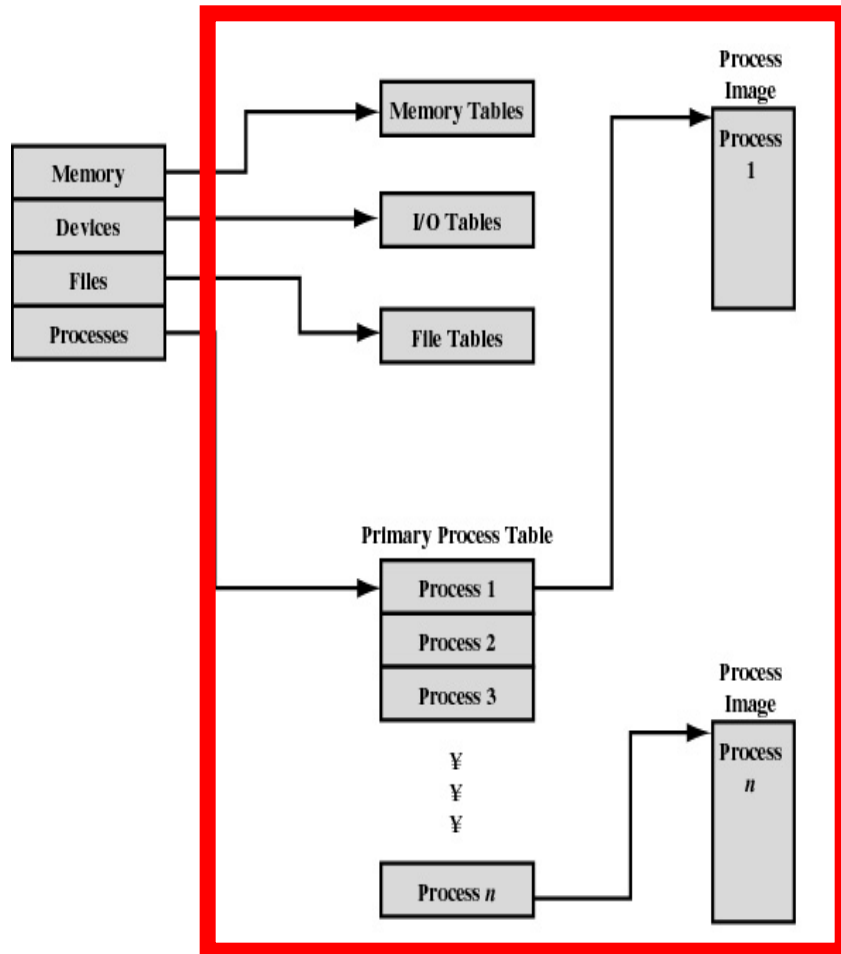 Memory
Devices
Files
Processes
Memory Tables
I/O Tables
File Tables
Primary Process Table
Process 1
Process 2
Process 3
¥
¥
¥
Process n
Process
Image
Process
1
Process
Image
Process
n